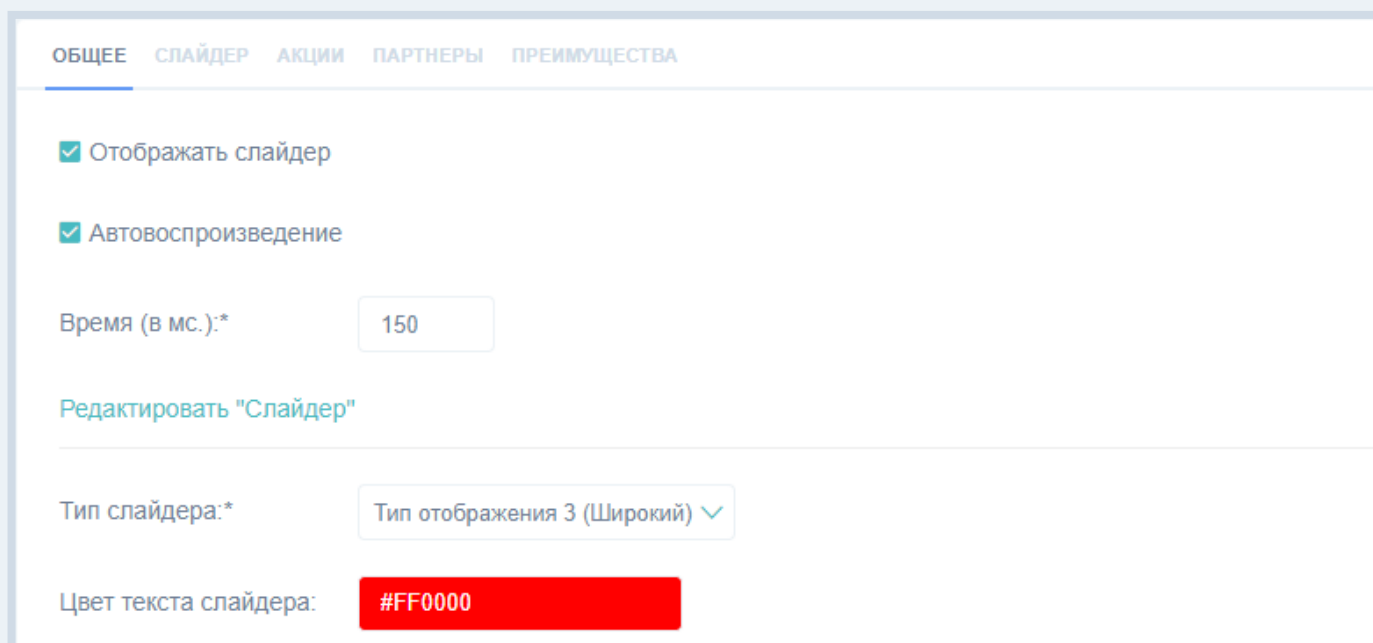 ОБЩЕЕ СЛАЙДЕР АКЦИИ ПАРТНЕРЫ ПРЕИМУЩЕСТВА
Отображать слайдер
Автовоспроизведение
Время (в мс.):* 150
Редактировать "Слайдер"
Тип слайдера:* Тип отображения 3 (Широкий)
Цвет текста слайдера: #FF0000